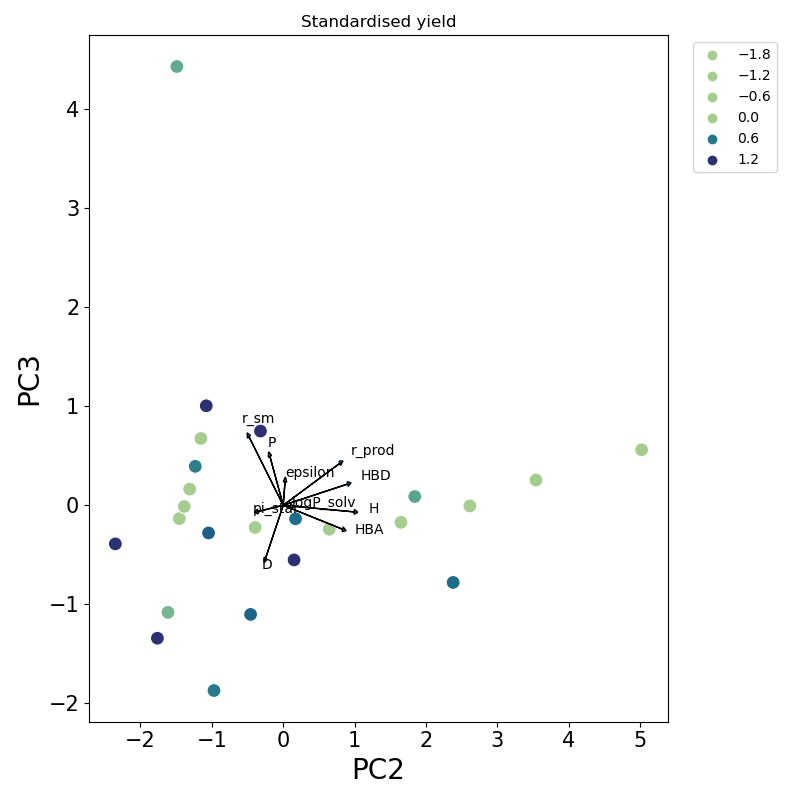 Standardised yield
−1.8
−1.2
−0.6
0.0
0.6
1.2
4
3
2
1
0
−1
−2
PC3
r_sm
P
r_prod
epsilon
HBD
logP_solv
pi_star
H
HBA
D
−2
−1
0
1
2
3
4
5
PC2